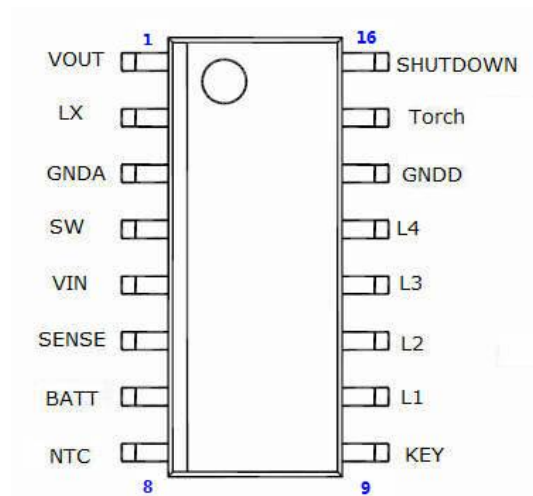 1 16
VOUT SHUTDOWN
LX Torch
GNDA GNDD
SW L4
VIN L3
SENSE L2
BATT L1
NTC KEY
8 9